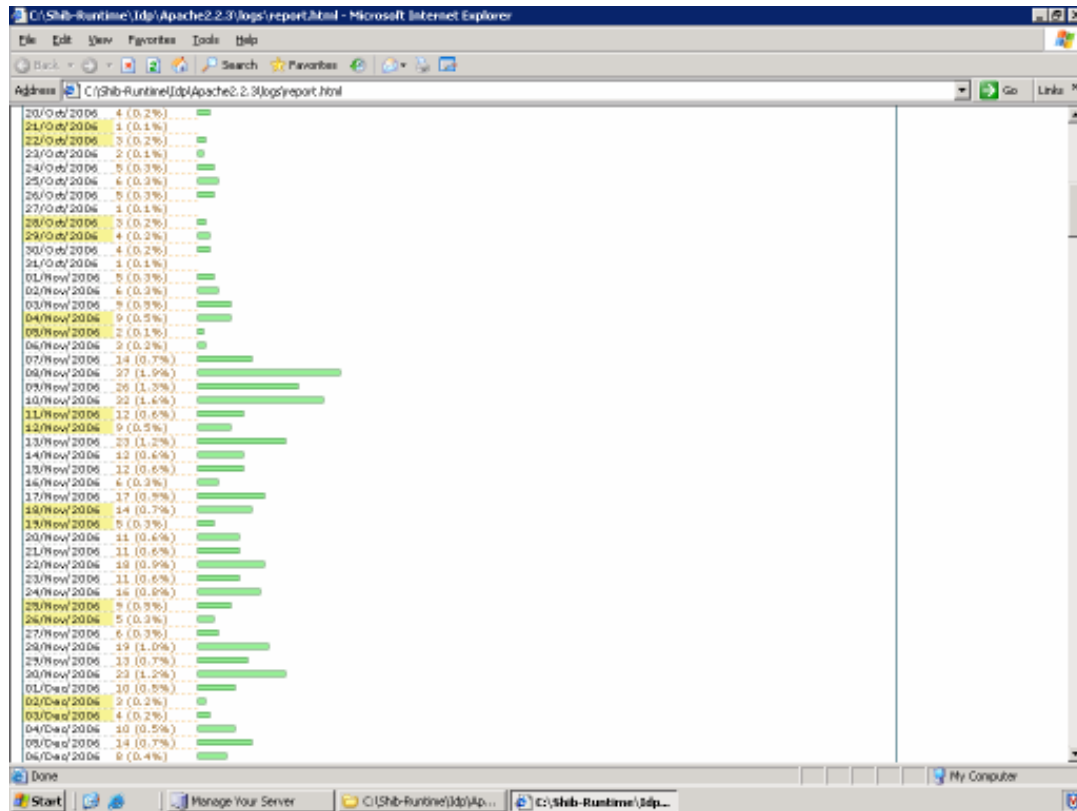 C:\Shib-Runtime\Idp\Apache2.2.3\logs\report.html - Microsoft Internet Explorer
File Edit View Favorites Tools Help
Back Search Favorites
Address C:\Shib-Runtime\Idp\Apache2.2.3\logs\report.html Go Links »
20/Oct/2006 4 (0.2%)
21/Oct/2006 1 (0.1%)
22/Oct/2006 3 (0.2%)
23/Oct/2006 2 (0.1%)
24/Oct/2006 5 (0.3%)
25/Oct/2006 6 (0.3%)
26/Oct/2006 5 (0.3%)
27/Oct/2006 1 (0.1%)
28/Oct/2006 3 (0.2%)
29/Oct/2006 4 (0.2%)
30/Oct/2006 4 (0.2%)
31/Oct/2006 1 (0.1%)
01/Nov/2006 5 (0.3%)
02/Nov/2006 6 (0.3%)
03/Nov/2006 9 (0.5%)
04/Nov/2006 9 (0.5%)
05/Nov/2006 2 (0.1%)
06/Nov/2006 3 (0.2%)
07/Nov/2006 14 (0.7%)
08/Nov/2006 37 (1.9%)
09/Nov/2006 26 (1.3%)
10/Nov/2006 (1.6%)
11/Nov/2006 12 (0.6%)
12/Nov/2006 9 (0.5%)
13/Nov/2006 23 (1.2%)
14/Nov/2006 12 (0.6%)
15/Nov/2006 12 (0.6%)
16/Nov/2006 6 (0.3%)
17/Nov/2006 17 (0.9%)
18/Nov/2006 14 (0.7%)
19/Nov/2006 5 (0.3%)
20/Nov/2006 11 (0.6%)
21/Nov/2006 11 (0.6%)
22/Nov/2006 18 (0.9%)
23/Nov/2006 11 (0.6%)
24/Nov/2006 16 (0.8%)
25/Nov/2006 9 (0.5%)
26/Nov/2006 5 (0.3%)
27/Nov/2006 6 (0.3%)
28/Nov/2006 19 (1.0%)
29/Nov/2006 13 (0.7%)
30/Nov/2006 23 (1.2%)
01/Dec/2006 10 (0.5%)
02/Dec/2006 3 (0.2%)
03/Dec/2006 4 (0.2%)
04/Dec/2006 10 (0.5%)
05/Dec/2006 14 (0.7%)
06/Dec/2006 8 (0.4%)
Done My Computer
Start Manage Your Server C:\Shib-Runtime\Idp\Ap... C:\Shib-Runtime\Idp...